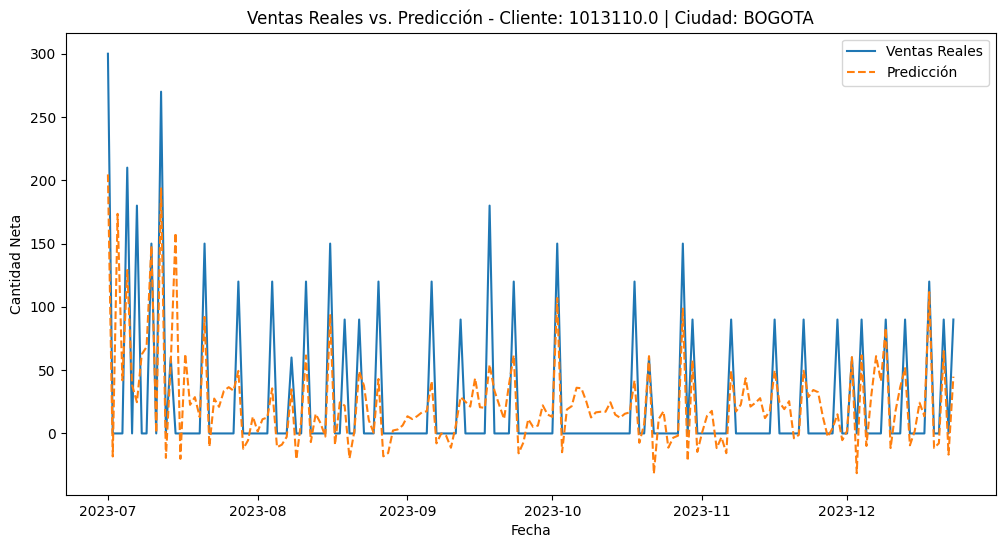 Ventas Reales vs. Predicción - Cliente: 1013110.0 | Ciudad: BOGOTA
Ventas Reales
Predicción
Cantidad Neta
300
250
200
150
100
50
0
2023-07
2023-08
2023-09
2023-10
2023-11
2023-12
Fecha